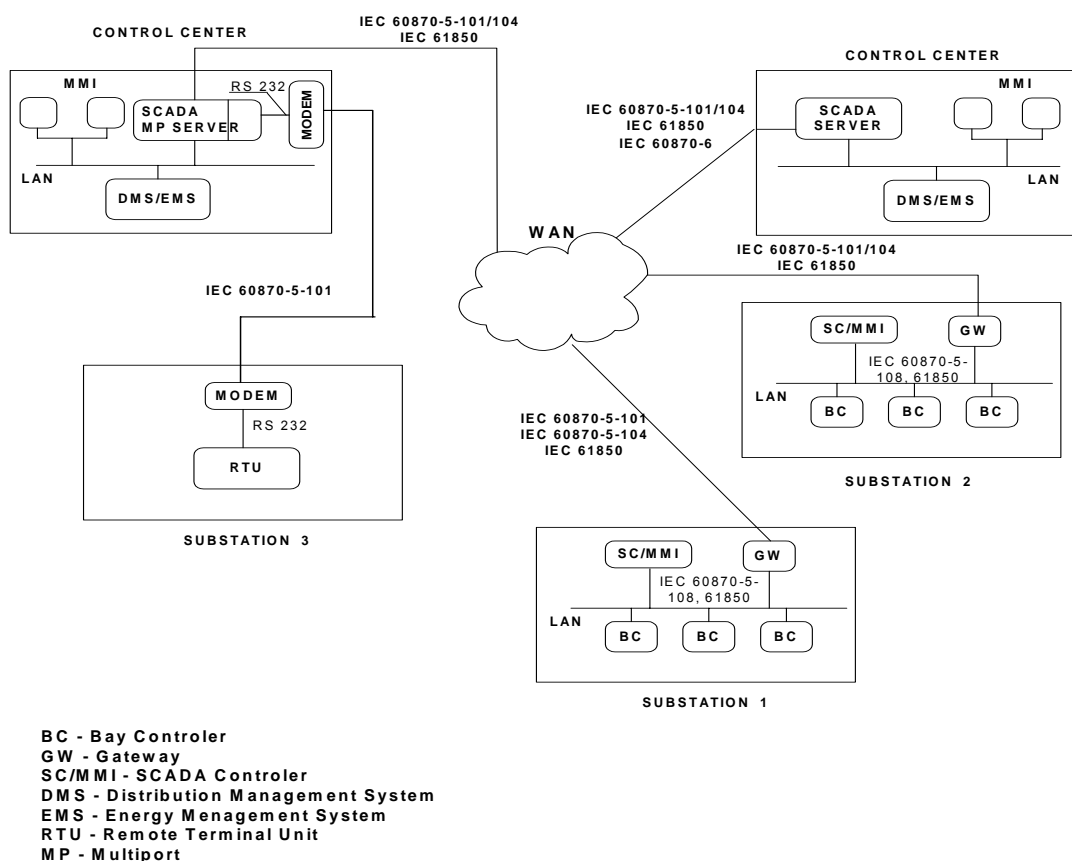 IEC 60870-5-101/104
IEC 61850
CONTROL CENTER
MMI
SCADA
MP SERVER
RS 232
MODEM
LAN
DMS/EMS
CONTROL CENTER
MMI
SCADA
SERVER
LAN
DMS/EMS
IEC 60870-5-101/104
IEC 61850
IEC 60870-6
WAN
IEC 60870-5-101/104
IEC 61850
IEC 60870-5-101
SC/MMI
GW
IEC 60870-5-
108, 61850
LAN
BC
BC
BC
SUBSTATION 2
MODEM
RS 232
RTU
SUBSTATION 3
IEC 60870-5-101
IEC 60870-5-104
IEC 61850
SC/MMI
GW
IEC 60870-5-
108, 61850
LAN
BC
BC
BC
SUBSTATION 1
BC - Bay Controler
GW - Gateway
SC/MMI - SCADA Controler
DMS - Distribution Management System
EMS - Energy Menagement System
RTU - Remote Terminal Unit
MP - Multiport